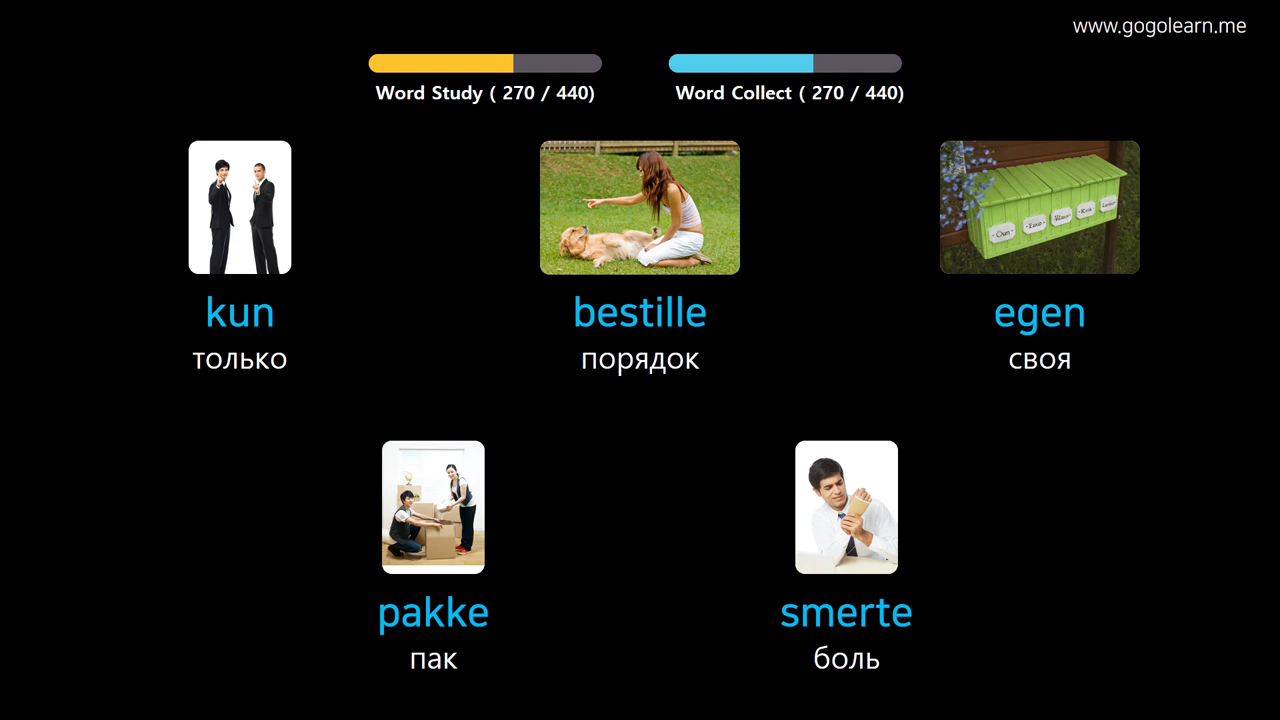 www.gogolearn.me
Word Study ( 270 / 440)
Word Collect ( 270 / 440)
kun
только
bestille
порядок
egen
своя
pakke
пак
smerte
боль